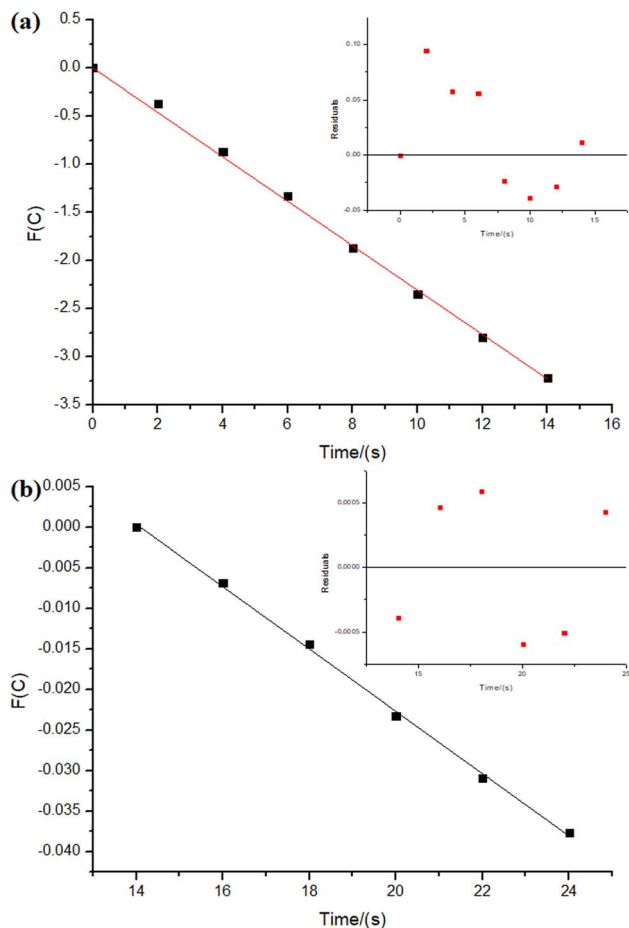 (a)
0.5
0.0
-0.5
-1.0
-1.5
-2.0
-2.5
-3.0
-3.5
F(C)
0 2 4 6 8 10 12 14 16
Time/(s)
0.10
0.05
0.00
-0.05
Residuals
0 5 10 15
Time/(s)
(b)
0.005
0.000
-0.005
-0.010
-0.015
-0.020
-0.025
-0.030
-0.035
-0.040
F(C)
14 16 18 20 22 24
Time/(s)
0.0005
0.0000
-0.0005
Residuals
15 20 25
Time/(s)